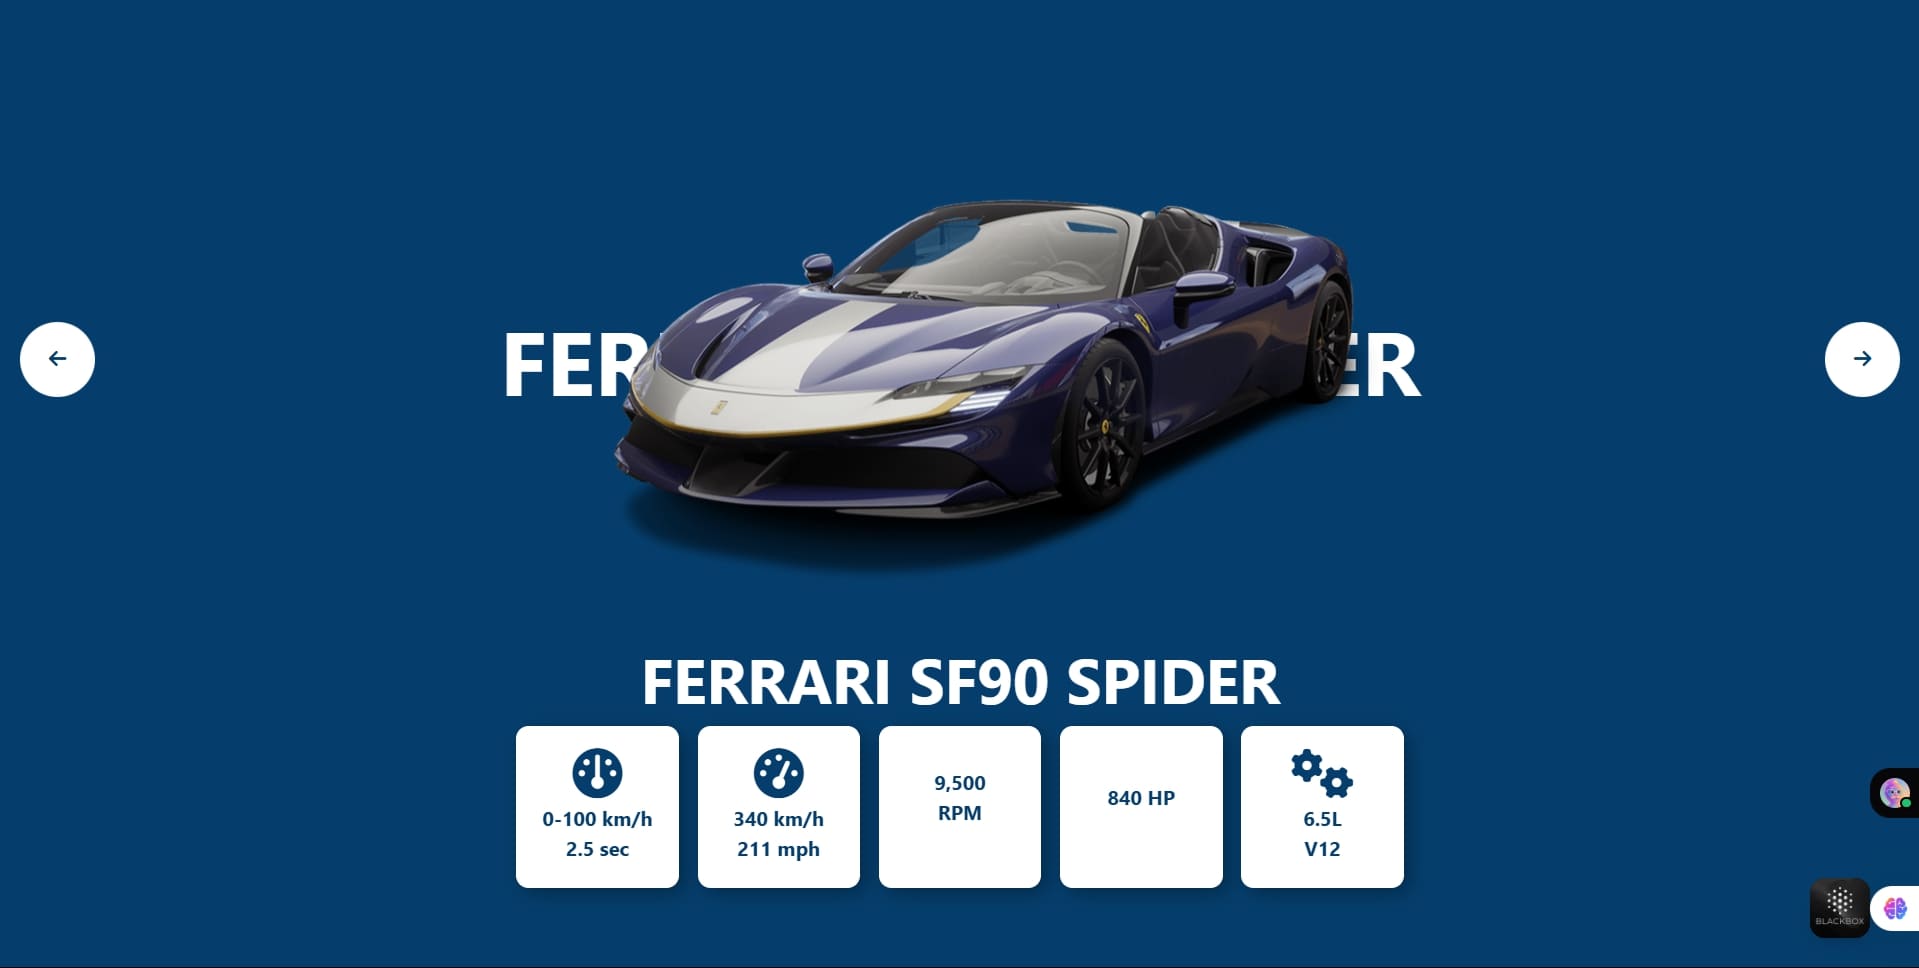 FER ER
FERRARI SF90 SPIDER
0-100 km/h
2.5 sec
340 km/h
211 mph
9,500
RPM
840 HP
6.5L
V12
BLACKBOX